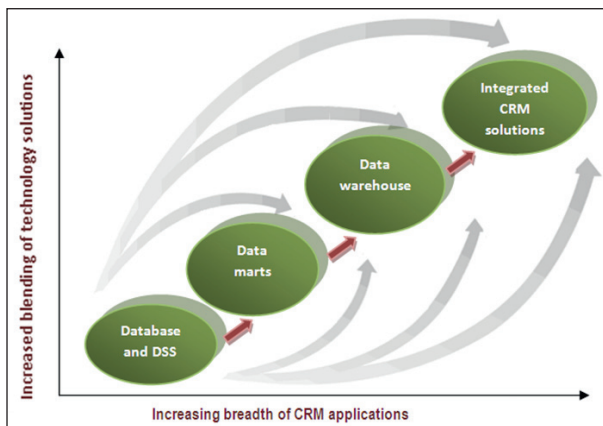 Increased blending of technology solutions
Integrated
CRM
solutions
Data
warehouse
Data
marts
Database
and DSS
Increasing breadth of CRM applications